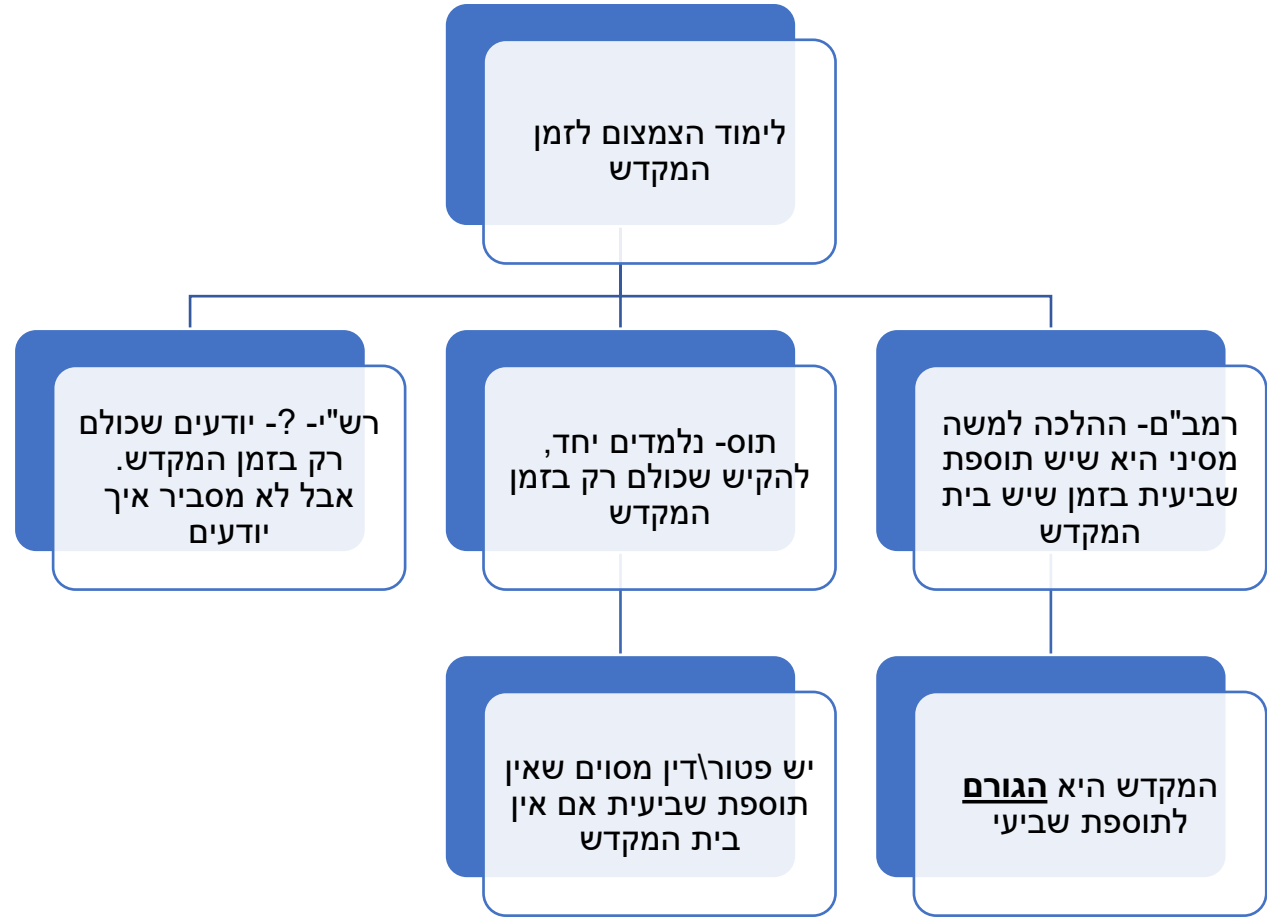 לימוד הצמצום לזמן
המקדש
רמב"ם- ההלכה למשה
מסיני היא שיש תוספת
שביעית בזמן שיש בית
המקדש
תוס- נלמדים יחד,
להקיש שכולם רק בזמן
המקדש
רש"י- ?- יודעים שכולם
רק בזמן המקדש.
אבל לא מסביר איך
יודעים
המקדש היא הגורם
לתוספת שביעי
יש פטור\דין מסוים שאין
תוספת שביעית אם אין
בית המקדש